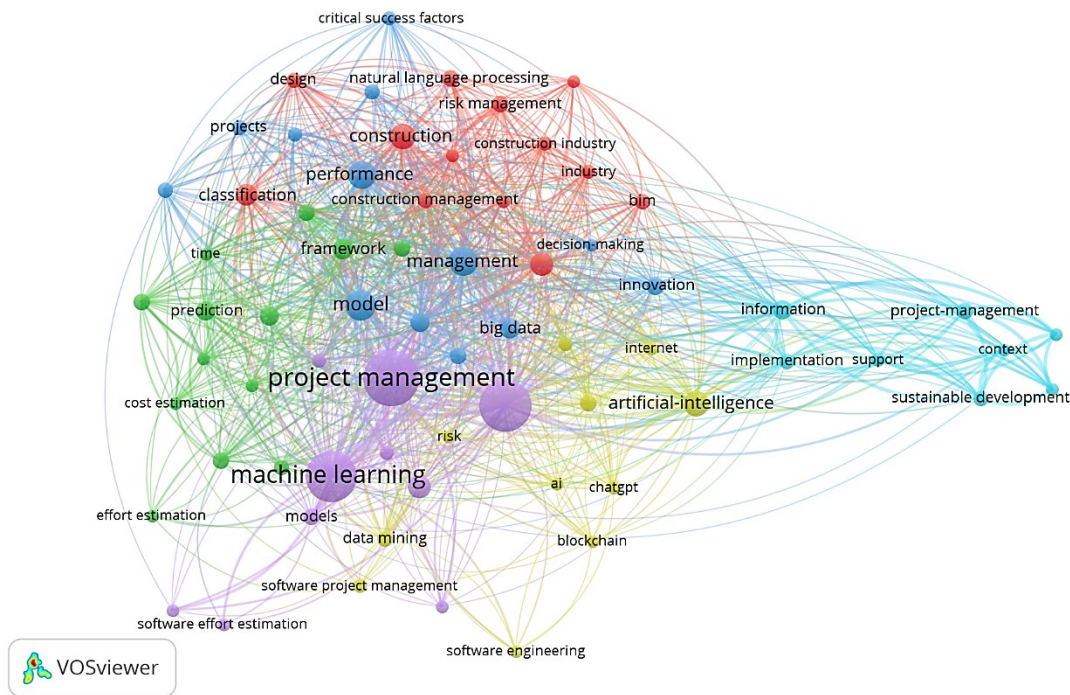 critical success factors
design
natural language processing
risk management
projects
construction
construction industry
performance
industry
classification
construction management
bim
time
framework
decision-making
management
innovation
prediction
model
information
project-management
big data
internet
implementation
support
context
project management
cost estimation
artificial-intelligence
sustainable development
risk
machine learning
ai
chatgpt
effort estimation
models
data mining
blockchain
software project management
software effort estimation
software engineering
VOSviewer